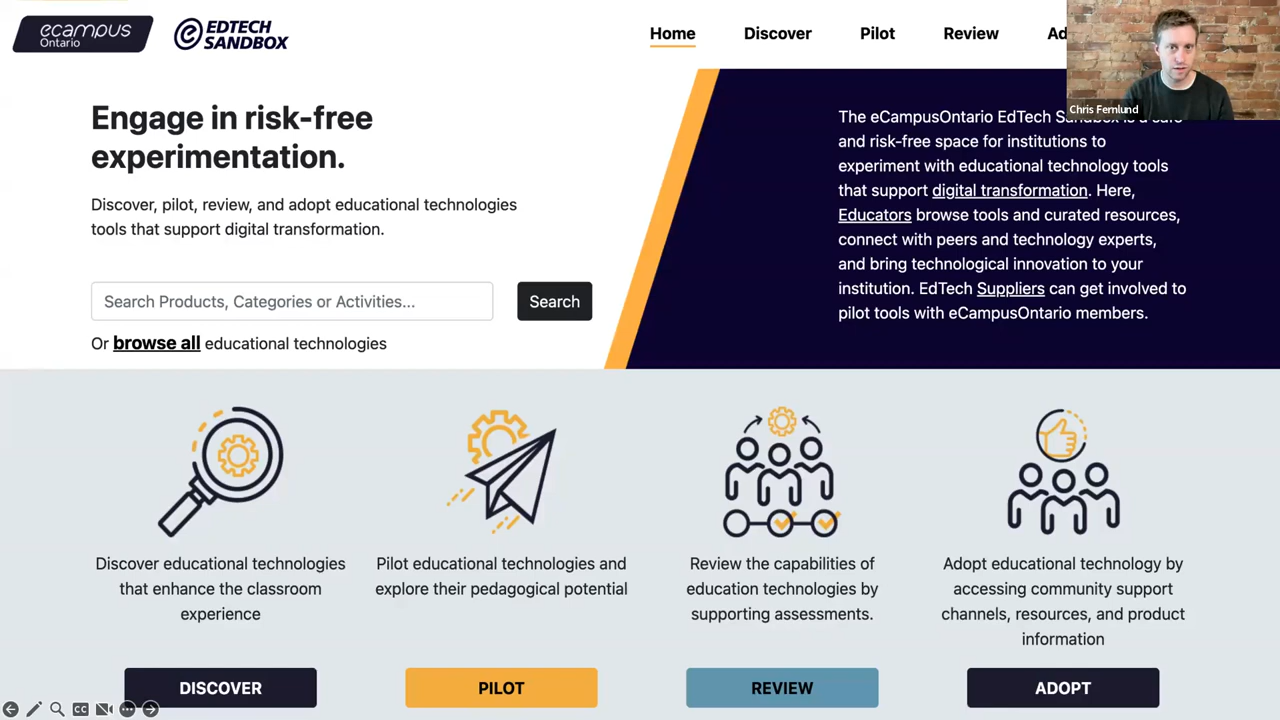 ecampus
Ontario
EDTECH
SANDBOX
Home
Discover
Pilot
Review
Chris Fernlund
Engage in risk-free
experimentation.
Discover, pilot, review, and adopt educational technologies
tools that support digital transformation.
Search Products, Categories or Activities...
Search
Or browse all educational technologies
The eCampusOntario EdTech Sandbox is a safe
and risk-free space for institutions to
experiment with educational technology tools
that support digital transformation. Here,
Educators browse tools and curated resources,
connect with peers and technology experts,
and bring technological innovation to your
institution. EdTech Suppliers can get involved to
pilot tools with eCampusOntario members.
Discover educational technologies
that enhance the classroom
experience
DISCOVER
Pilot educational technologies and
explore their pedagogical potential
PILOT
Review the capabilities of
education technologies by
supporting assessments.
REVIEW
Adopt educational technology by
accessing community support
channels, resources, and product
information
ADOPT
CC